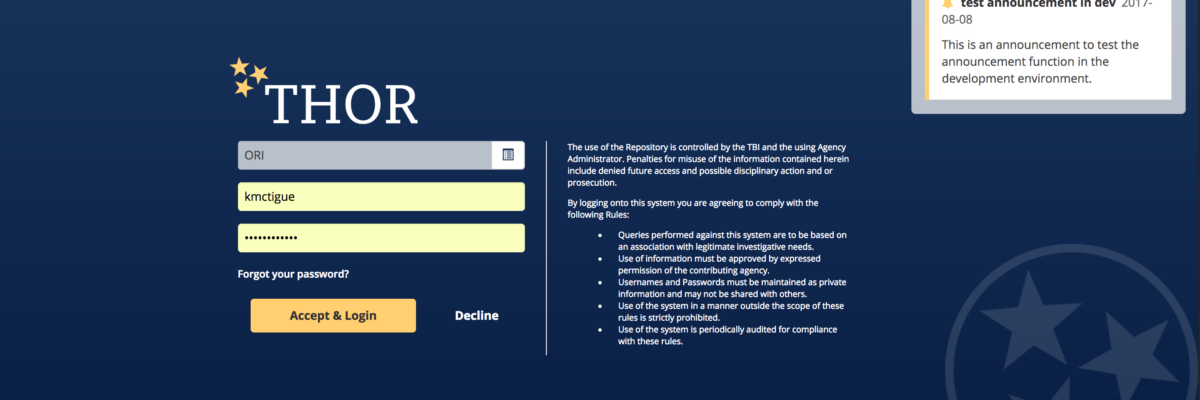 test announcement in dev 2017-
08-08
This is an announcement to test the
announcement function in the
development environment.
THOR
ORI
kmctigue
••••••••••••
Forgot your password?
Accept & Login
Decline
The use of the Repository is controlled by the TBI and the using Agency
Administrator. Penalties for misuse of the information contained herein
include denied future access and possible disciplinary action and or
prosecution.
By logging onto this system you are agreeing to comply with the
following Rules:
• Queries performed against this system are to be based
on an association with legitimate investigative needs.
• Use of information must be approved by expressed
permission of the contributing agency.
• Usernames and Passwords must be maintained as private
information and may not be shared with others.
• Use of the system in a manner outside the scope of these
rules is strictly prohibited.
• Use of the system is periodically audited for compliance
with these rules.